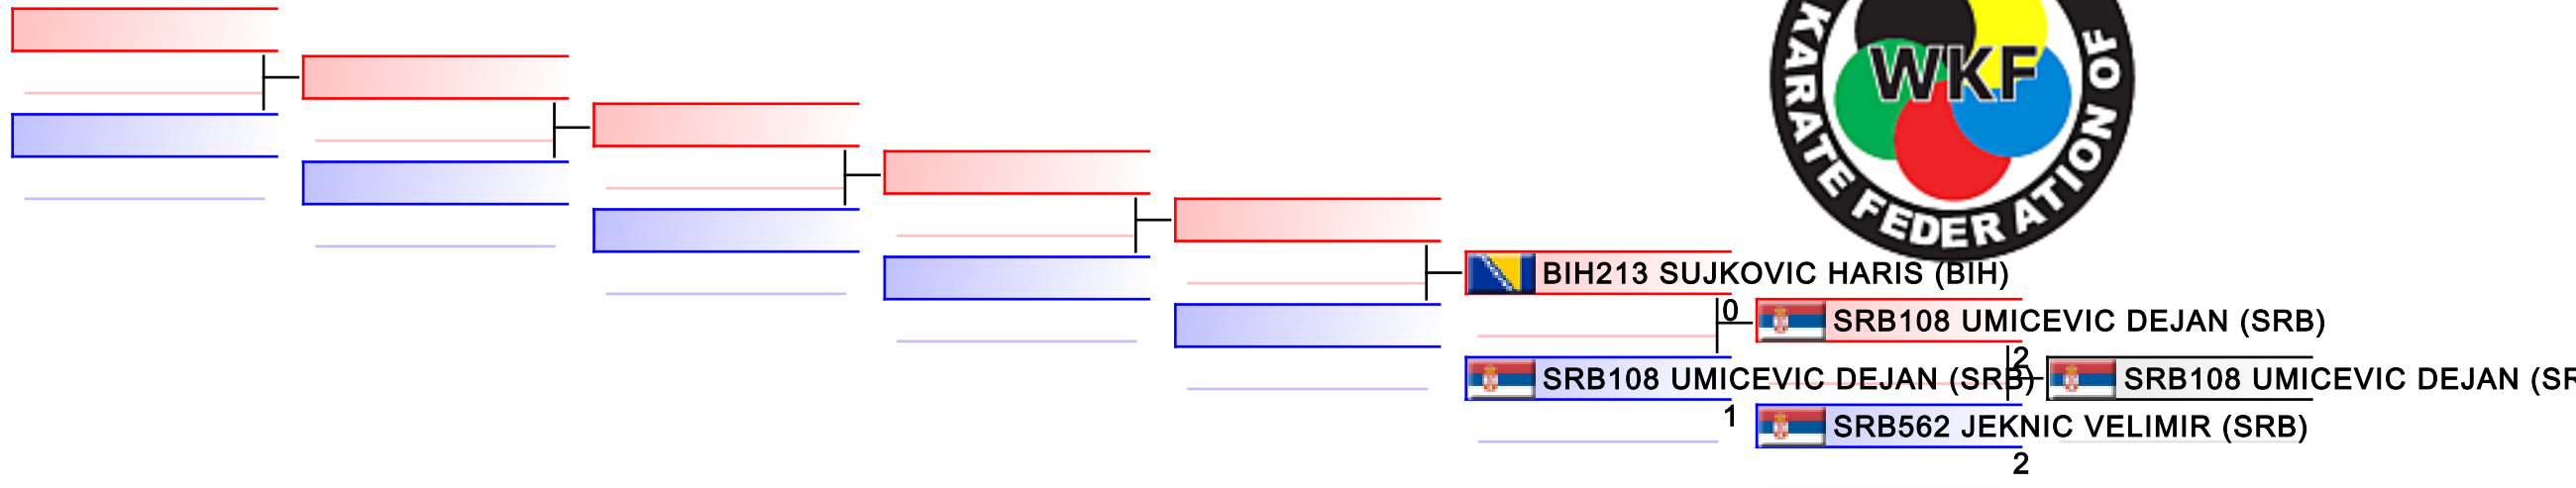 KARATE FEDERATION OF
WKF
BIH213 SUJKOVIC HARIS (BIH)
0
SRB108 UMICEVIC DEJAN (SRB)
2
SRB108 UMICEVIC DEJAN (SRB)
SRB108 UMICEVIC DEJAN (SR
1
SRB562 JEKNIC VELIMIR (SRB)
2